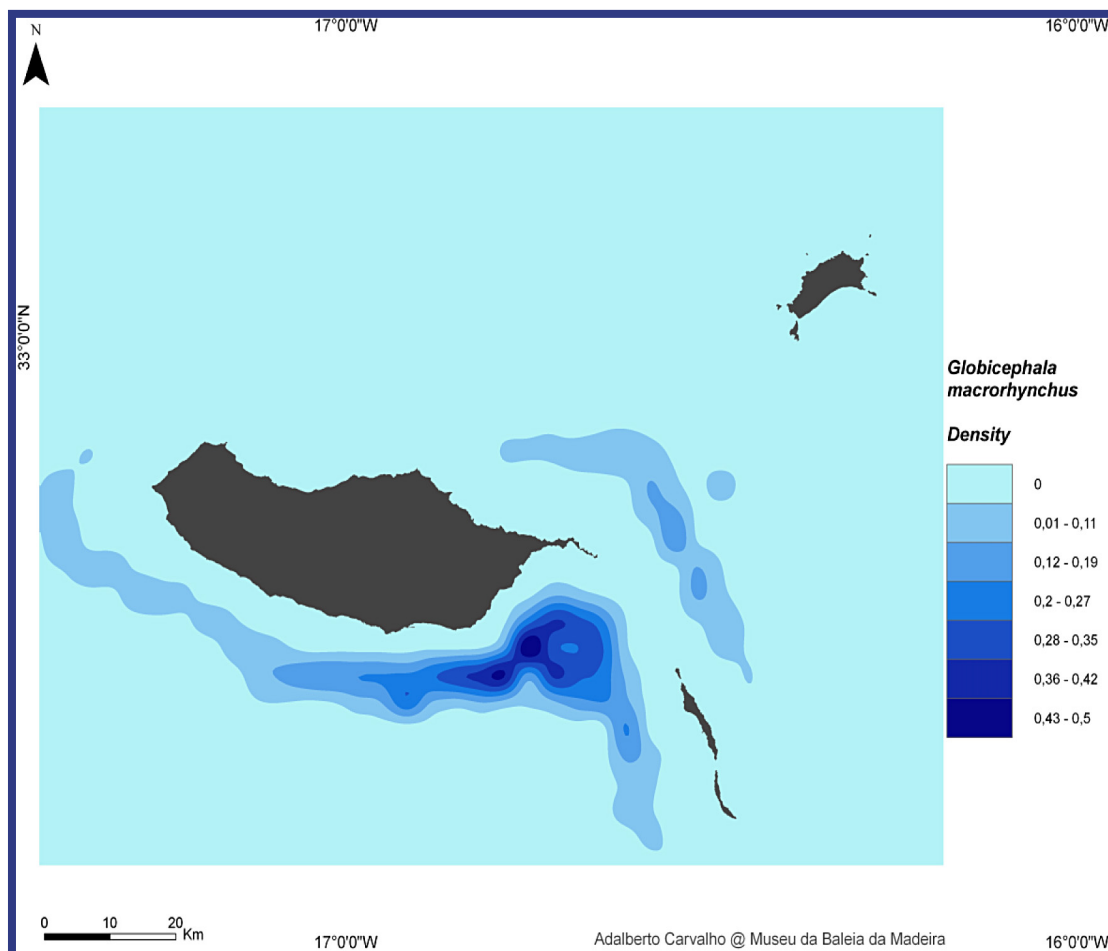 N
17°0'0"W
16°0'0"W
33°0'0"N
Globicephala
macrorhynchus
Density
0
0,01 - 0,11
0,12 - 0,19
0,2 - 0,27
0,28 - 0,35
0,36 - 0,42
0,43 - 0,5
0 10 20
Km
17°0'0"W
Adalberto Carvalho @ Museu da Baleia da Madeira
16°0'0"W